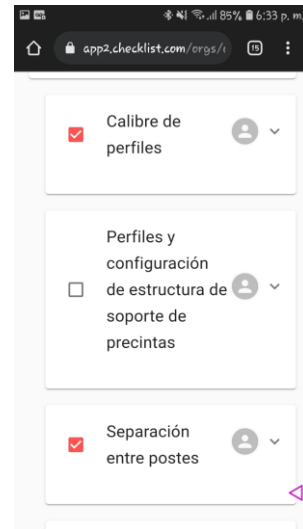 85% 6:33 p. m.
app2.checklist.com/orgs/ 15
Calibre de
perfiles
Perfiles y
configuración
de estructura de
soporte de
precintas
Separación
entre postes